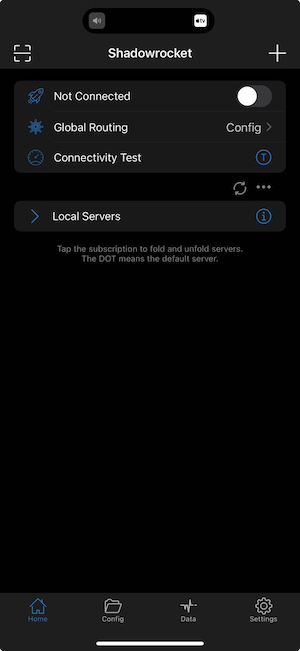 tv
Shadowrocket
Not Connected
Global Routing Config
Connectivity Test T
Local Servers
Tap the subscription to fold and unfold servers.
The DOT means the default server.
Home Config Data Settings